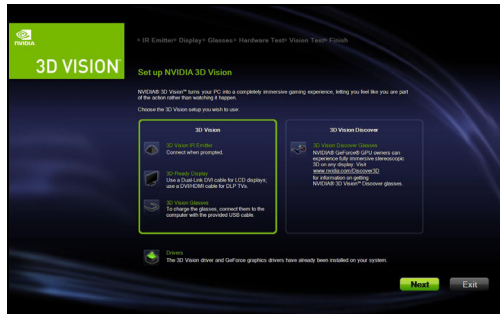 NVIDIA
3D VISION
IR Emitter Display Glasses Hardware Test Vision Test Finish
Set up NVIDIA 3D Vision
NVIDIA® 3D Vision™ turns your PC into a completely immersive gaming experience, letting you feel like you are part
of the action rather than watching it happen.
Choose the 3D Vision setup you wish to use:
3D Vision
3D Vision IR Emitter
Connect when prompted.
3D-Ready Display
Use a Dual-Link DVI cable for LCD displays;
use a DVI/HDMI cable for DLP TVs.
3D Vision Glasses
To charge the glasses, connect them to the
computer with the provided USB cable.
3D Vision Discover
3D Vision Discover Glasses
NVIDIA® GeForce® GPU owners can
experience fully immersive stereoscopic
3D on any display. Visit
www.nvidia.com/Discover3D
for information on getting
NVIDIA® 3D Vision™ Discover glasses
Drivers
The 3D Vision driver and GeForce graphics drivers have already been installed on your system.
Next
Exit